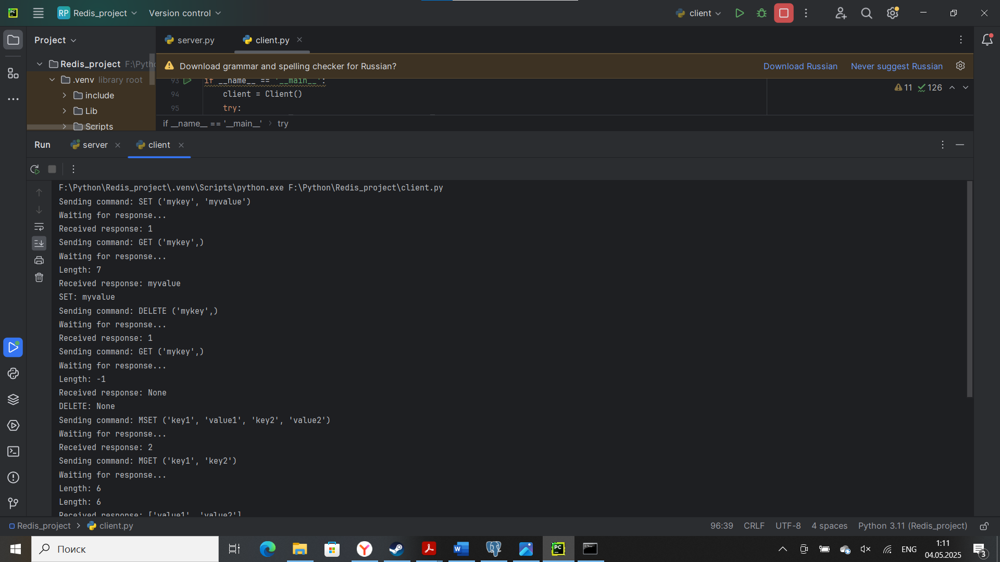 RP Redis_project Version control client
Project server.py client.py
Redis_project F:\Pyth
Download grammar and spelling checker for Russian? Download Russian Never suggest Russian
.venv library root
93 if __name__ == '__main__':
include
94 client = Client()
11 126
Lib
95 try:
Scripts
if __name__ == '__main__' > try
Run server client
F:\Python\Redis_project\.venv\Scripts\python.exe F:\Python\Redis_project\client.py
Sending command: SET ('mykey', 'myvalue')
Waiting for response...
Received response: 1
Sending command: GET ('mykey',)
Waiting for response...
Length: 7
Received response: myvalue
SET: myvalue
Sending command: DELETE ('mykey',)
Waiting for response...
Received response: 1
Sending command: GET ('mykey',)
Waiting for response...
Length: -1
Received response: None
DELETE: None
Sending command: MSET ('key1', 'value1', 'key2', 'value2')
Waiting for response...
Received response: 2
Sending command: MGET ('key1', 'key2')
Waiting for response...
Length: 6
Length: 6
Received response: ['value1', 'value2']
Redis_project > client.py 96:39 CRLF UTF-8 4 spaces Python 3.11 (Redis_project)
Поиск ENG 1:11
04.05.2025 3